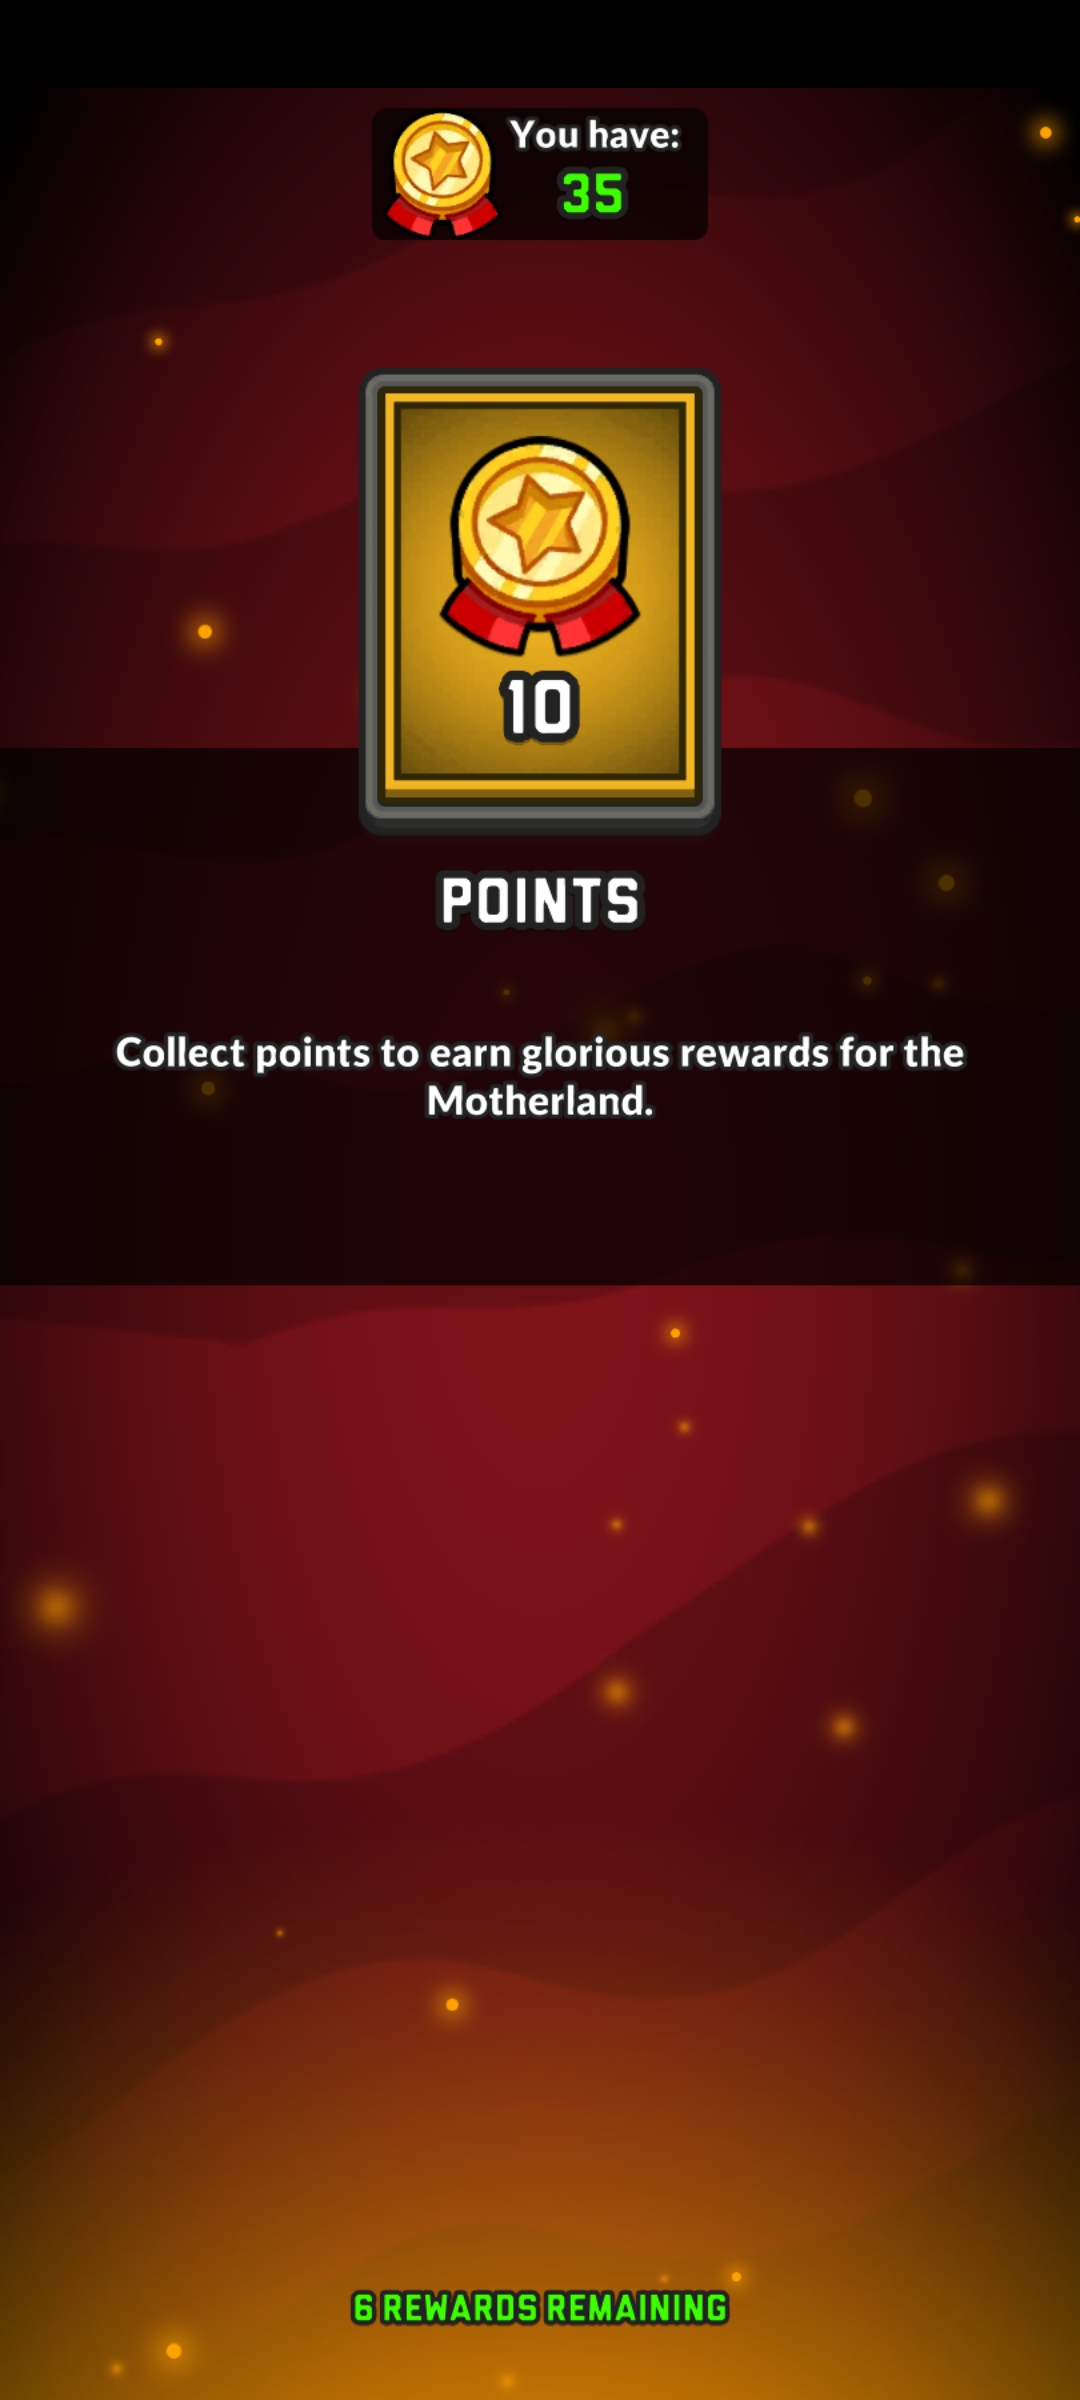 You have:
35
10
POINTS
Collect points to earn glorious rewards for the
Motherland.
6 REWARDS REMAINING